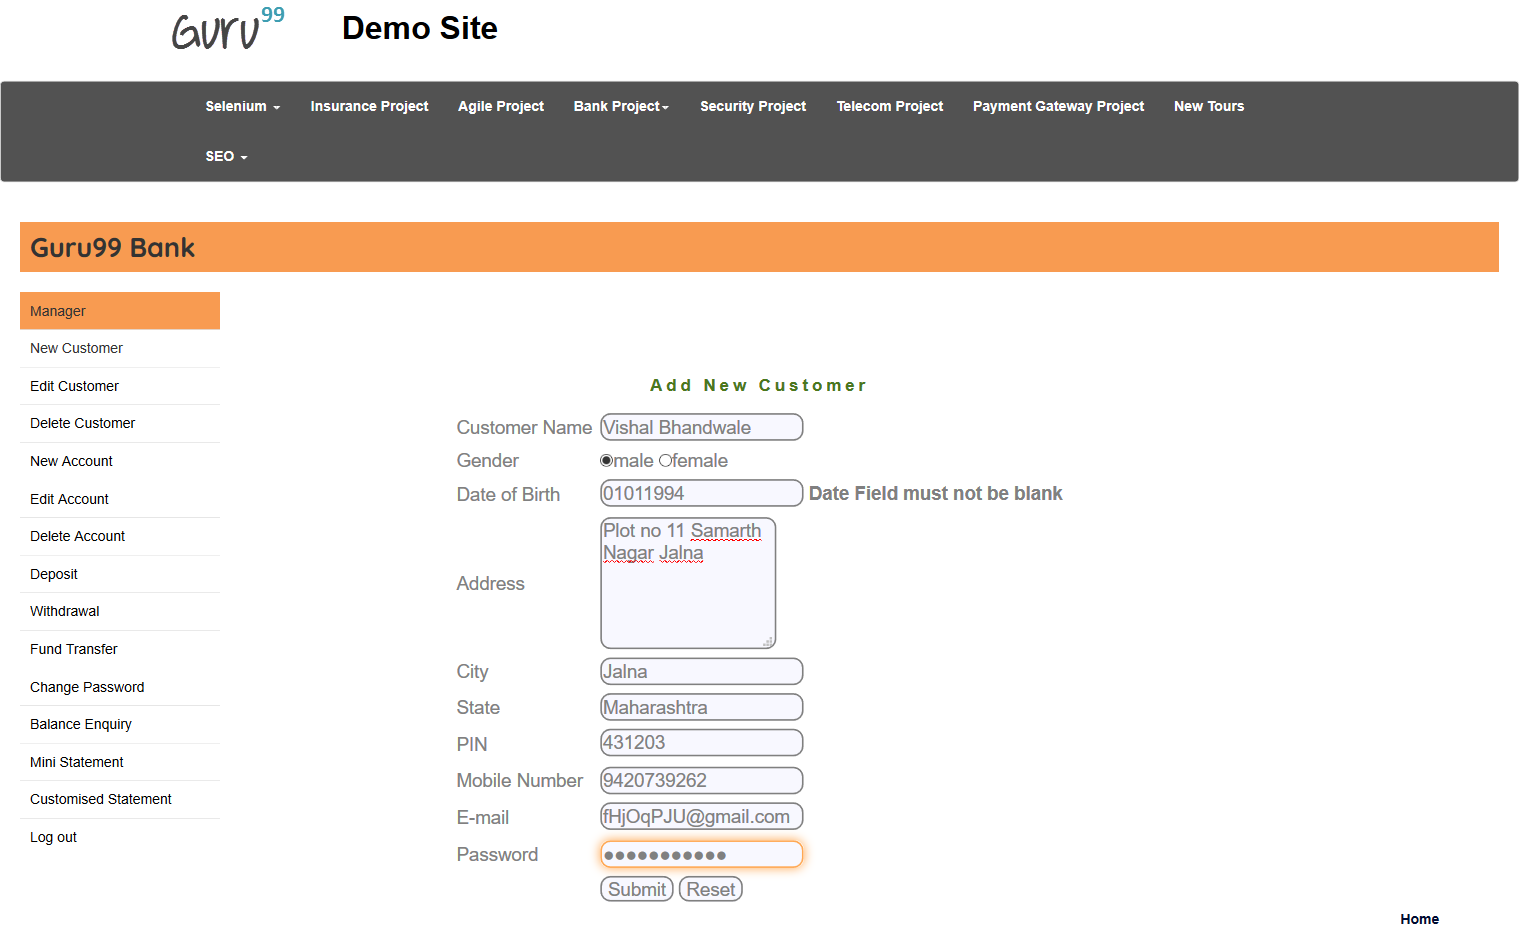 Guru99 Demo Site
Selenium Insurance Project Agile Project Bank Project Security Project Telecom Project Payment Gateway Project New Tours
SEO
Guru99 Bank
Manager
New Customer
Edit Customer
Delete Customer
New Account
Edit Account
Delete Account
Deposit
Withdrawal
Fund Transfer
Change Password
Balance Enquiry
Mini Statement
Customised Statement
Log out
Add New Customer
Customer Name Vishal Bhandwale
Gender male female
Date of Birth 01011994 Date Field must not be blank
Address Plot no 11 Samarth
Nagar Jalna
City Jalna
State Maharashtra
PIN 431203
Mobile Number 9420739262
E-mail fHjOqPJU@gmail.com
Password •••••••••••
Submit Reset
Home